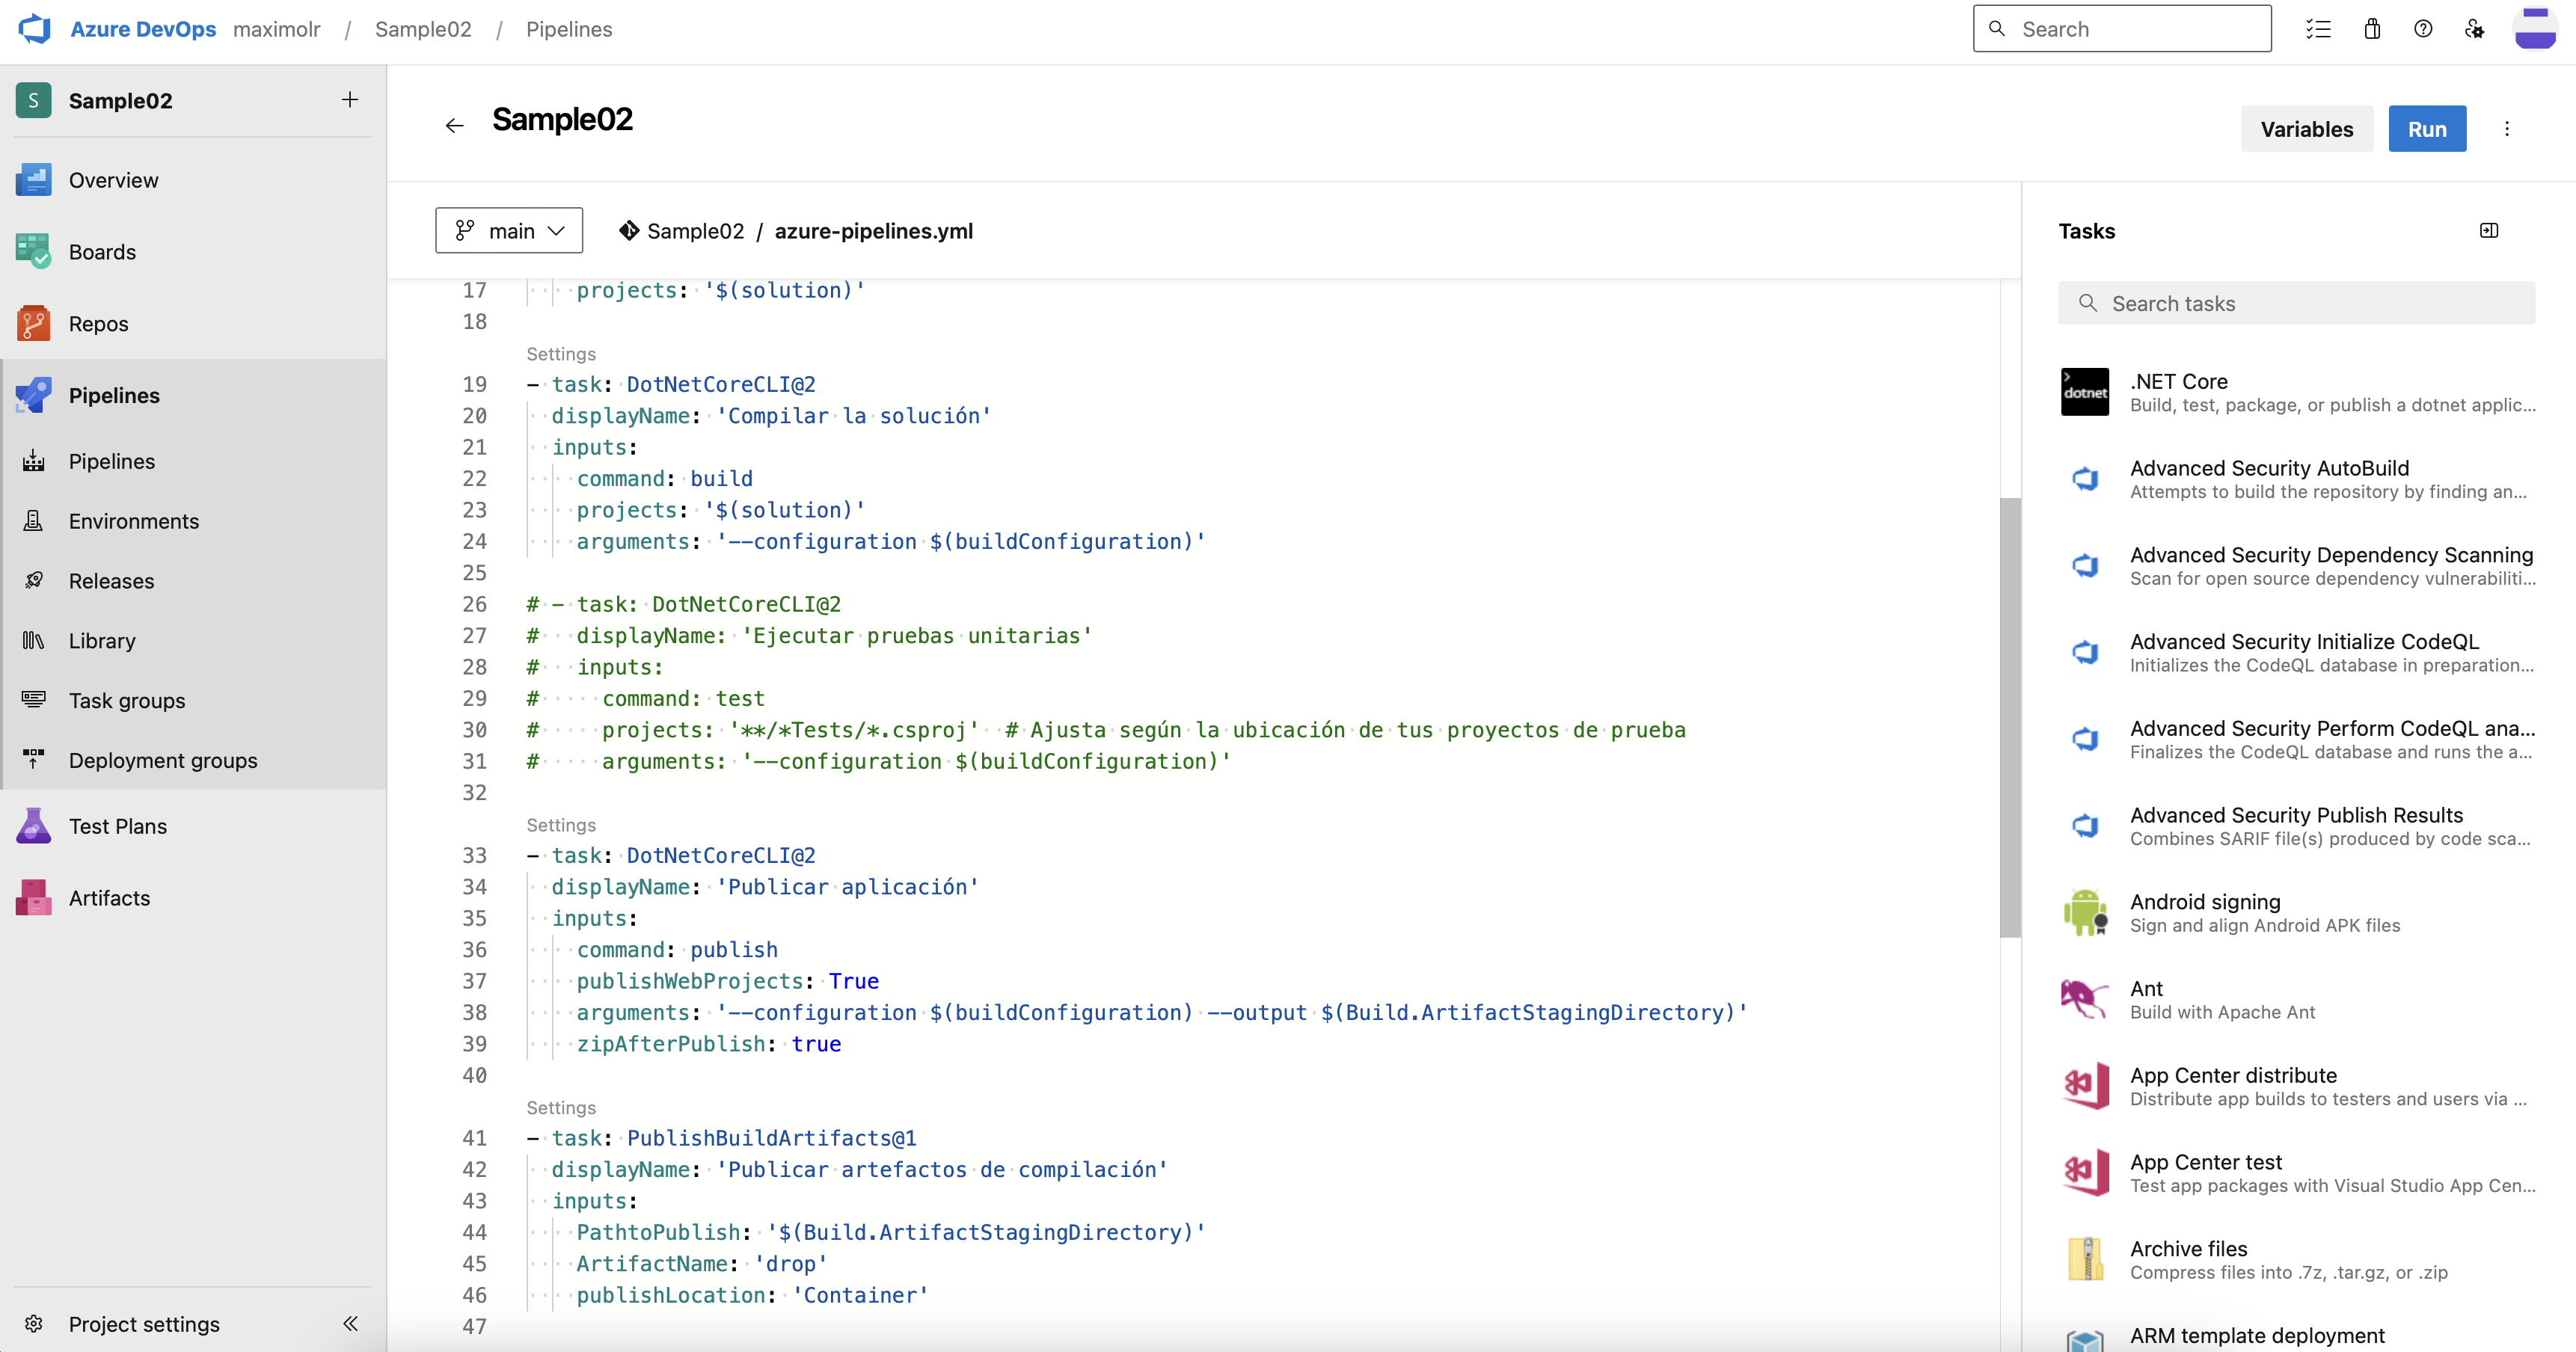 Azure DevOps maximolr / Sample02 / Pipelines
Search
S Sample02
Overview
Boards
Repos
Pipelines
Pipelines
Environments
Releases
Library
Task groups
Deployment groups
Test Plans
Artifacts
Project settings
Sample02
Variables
Run
main
Sample02 / azure-pipelines.yml
17 projects: '$(solution)'
18
Settings
19 - task: DotNetCoreCLI@2
20 displayName: 'Compilar la solución'
21 inputs:
22 command: build
23 projects: '$(solution)'
24 arguments: '--configuration $(buildConfiguration)'
25
26 # - task: DotNetCoreCLI@2
27 # displayName: 'Ejecutar pruebas unitarias'
28 # inputs:
29 # command: test
30 # projects: '**/*Tests/*.csproj' # Ajusta según la ubicación de tus proyectos de prueba
31 # arguments: '--configuration $(buildConfiguration)'
32
Settings
33 - task: DotNetCoreCLI@2
34 displayName: 'Publicar aplicación'
35 inputs:
36 command: publish
37 publishWebProjects: True
38 arguments: '--configuration $(buildConfiguration) --output $(Build.ArtifactStagingDirectory)'
39 zipAfterPublish: true
40
Settings
41 - task: PublishBuildArtifacts@1
42 displayName: 'Publicar artefactos de compilación'
43 inputs:
44 PathtoPublish: '$(Build.ArtifactStagingDirectory)'
45 ArtifactName: 'drop'
46 publishLocation: 'Container'
47
Tasks
Search tasks
dotnet
.NET Core
Build, test, package, or publish a dotnet applic...
Advanced Security AutoBuild
Attempts to build the repository by finding an...
Advanced Security Dependency Scanning
Scan for open source dependency vulnerabiliti...
Advanced Security Initialize CodeQL
Initializes the CodeQL database in preparation...
Advanced Security Perform CodeQL ana...
Finalizes the CodeQL database and runs the a...
Advanced Security Publish Results
Combines SARIF file(s) produced by code sca...
Android signing
Sign and align Android APK files
Ant
Build with Apache Ant
App Center distribute
Distribute app builds to testers and users via ...
App Center test
Test app packages with Visual Studio App Cen...
Archive files
Compress files into .7z, .tar.gz, or .zip
ARM template deployment